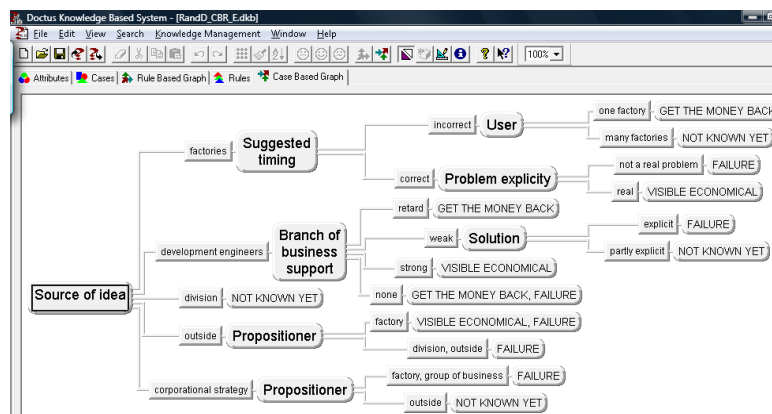 Doctus Knowledge Based System - [RandD_CBR_E.dkb]
File Edit View Search Knowledge Management Window Help
100%
Attributes Cases Rule Based Graph Rules Case Based Graph
one factory GET THE MONEY BACK
incorrect User
many factories NOT KNOWN YET
factories Suggested timing
not a real problem FAILURE
correct Problem explicity
real VISIBLE ECONOMICAL
retard GET THE MONEY BACK
explicit FAILURE
weak Solution
partly explicit NOT KNOWN YET
development engineers Branch of business support
strong VISIBLE ECONOMICAL
none GET THE MONEY BACK, FAILURE
Source of idea
division NOT KNOWN YET
factory VISIBLE ECONOMICAL, FAILURE
outside Propositioner
division, outside FAILURE
factory, group of business FAILURE
corporational strategy Propositioner
outside NOT KNOWN YET